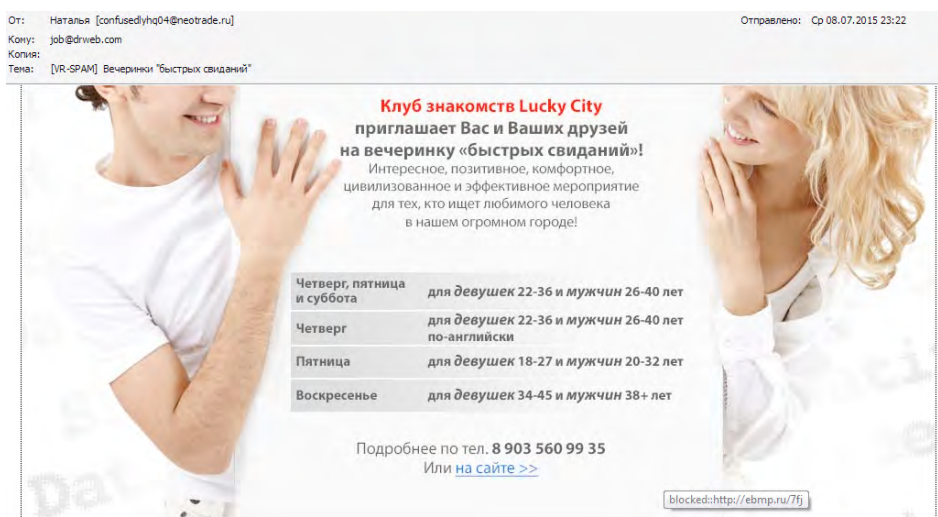 От: Наталья [confusedlyhq04@neotrade.ru] Отправлено: Ср 08.07.2015 23:22
Кому: job@drweb.com
Копия:
Тема: [VR-SPAM] Вечеринки "быстрых свиданий"
Клуб знакомств Lucky City
приглашает Вас и Ваших друзей
на вечеринку «быстрых свиданий»!
Интересное, позитивное, комфортное,
цивилизованное и эффективное мероприятие
для тех, кто ищет любимого человека
в нашем огромном городе!
Четверг, пятница
и суббота
для девушек 22-36 и мужчин 26-40 лет
Четверг
для девушек 22-36 и мужчин 26-40 лет
по-английски
Пятница
для девушек 18-27 и мужчин 20-32 лет
Воскресенье
для девушек 34-45 и мужчин 38+ лет
Подробнее по тел. 8 903 560 99 35
Или на сайте >>
blocked::http://ebmp.ru/7fj